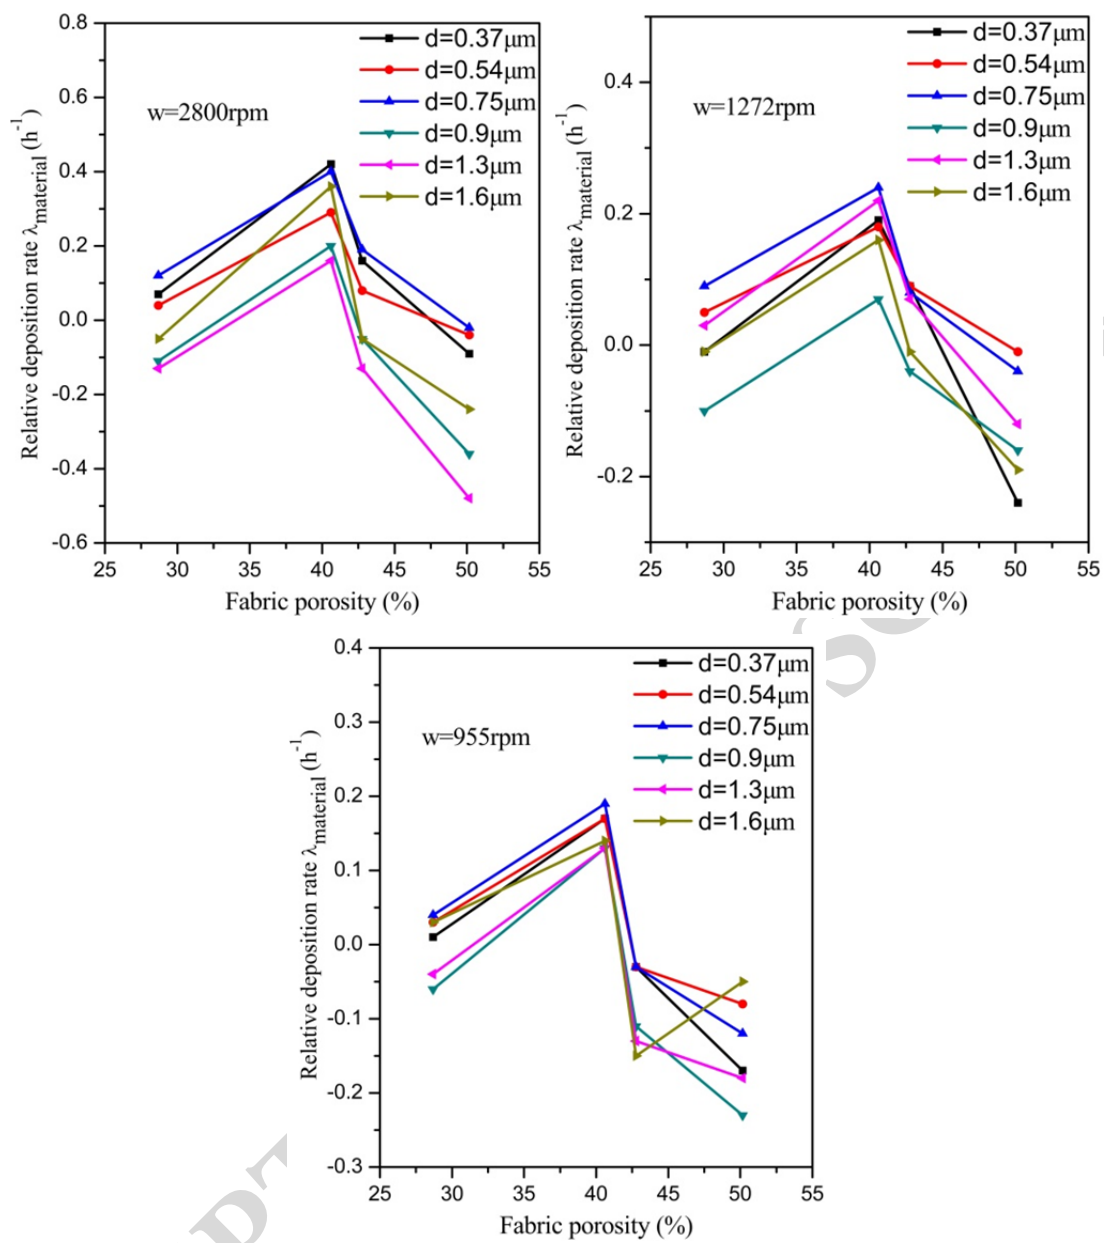 0.8
0.6
0.4
0.2
0.0
-0.2
-0.4
-0.6
25 30 35 40 45 50 55
Relative deposition rate λmaterial (h-1)
Fabric porosity (%)
w=2800rpm
d=0.37μm
d=0.54μm
d=0.75μm
d=0.9μm
d=1.3μm
d=1.6μm
0.4
0.2
0.0
-0.2
25 30 35 40 45 50 55
Relative deposition rate λmaterial (h-1)
Fabric porosity (%)
w=1272rpm
d=0.37μm
d=0.54μm
d=0.75μm
d=0.9μm
d=1.3μm
d=1.6μm
0.4
0.3
0.2
0.1
0.0
-0.1
-0.2
-0.3
25 30 35 40 45 50 55
Relative deposition rate λmaterial (h-1)
Fabric porosity (%)
w=955rpm
d=0.37μm
d=0.54μm
d=0.75μm
d=0.9μm
d=1.3μm
d=1.6μm